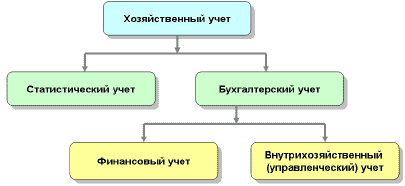 Хозяйственный учет
Статистический учет
Бухгалтерский учет
Финансовый учет
Внутрихозяйственный
(управленческий) учет